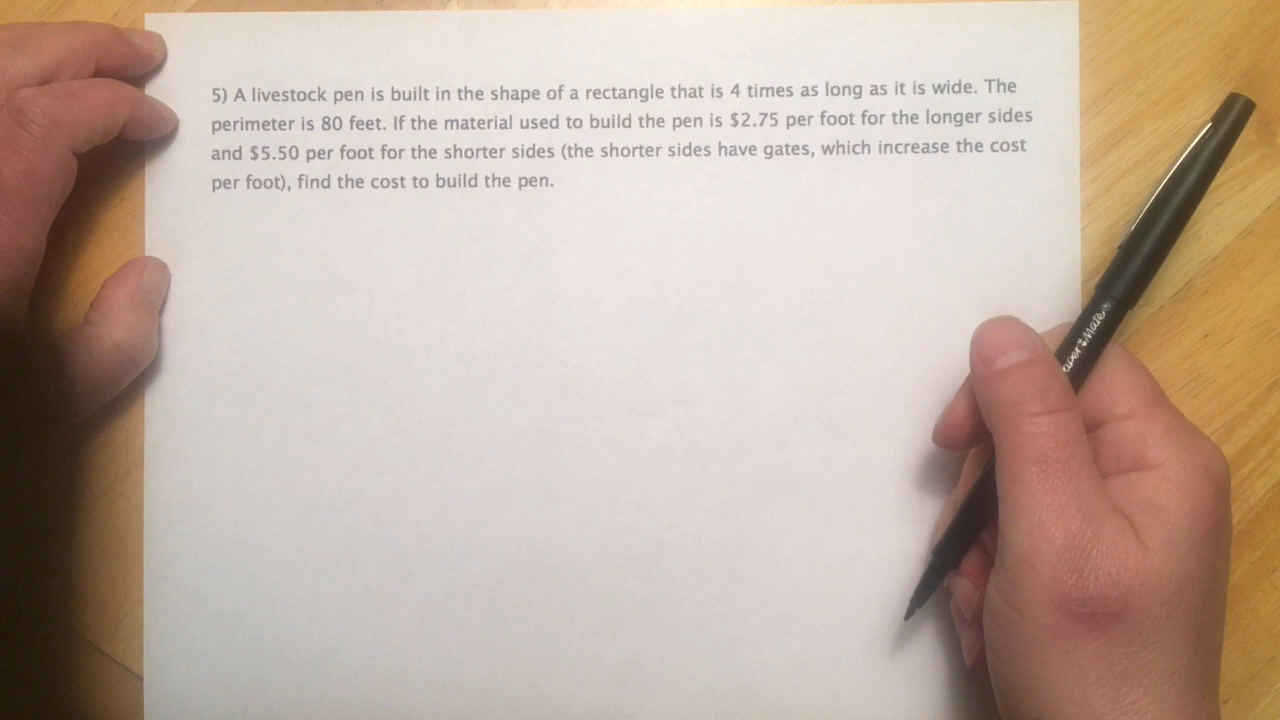 5) A livestock pen is built in the shape of a rectangle that is 4 times as long as it is wide. The
perimeter is 80 feet. If the material used to build the pen is $2.75 per foot for the longer sides
and $5.50 per foot for the shorter sides (the shorter sides have gates, which increase the cost
per foot), find the cost to build the pen.
aper Mate